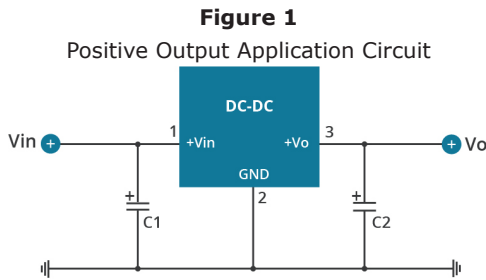 Figure 1
Positive Output Application Circuit
DC-DC
Vin + 1 +Vin +Vo 3 + Vo
GND
2
+ C1 + C2